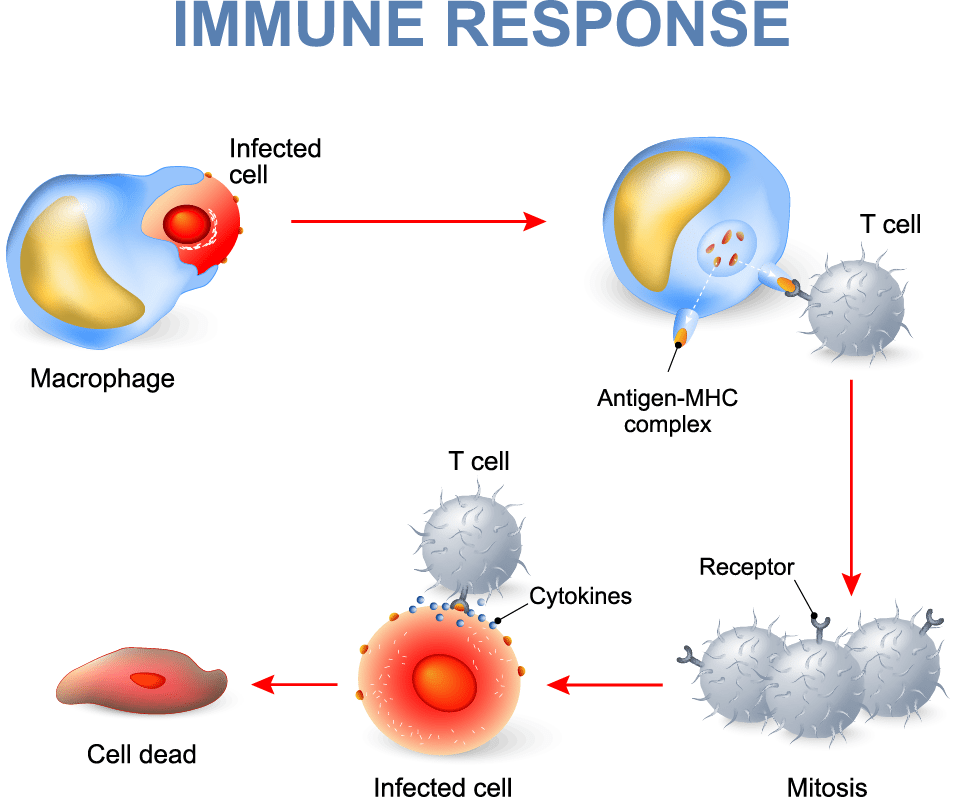 IMMUNE RESPONSE
Infected
cell
Macrophage
T cell
Antigen-MHC
complex
T cell
Cytokines
Receptor
Cell dead
Infected cell
Mitosis